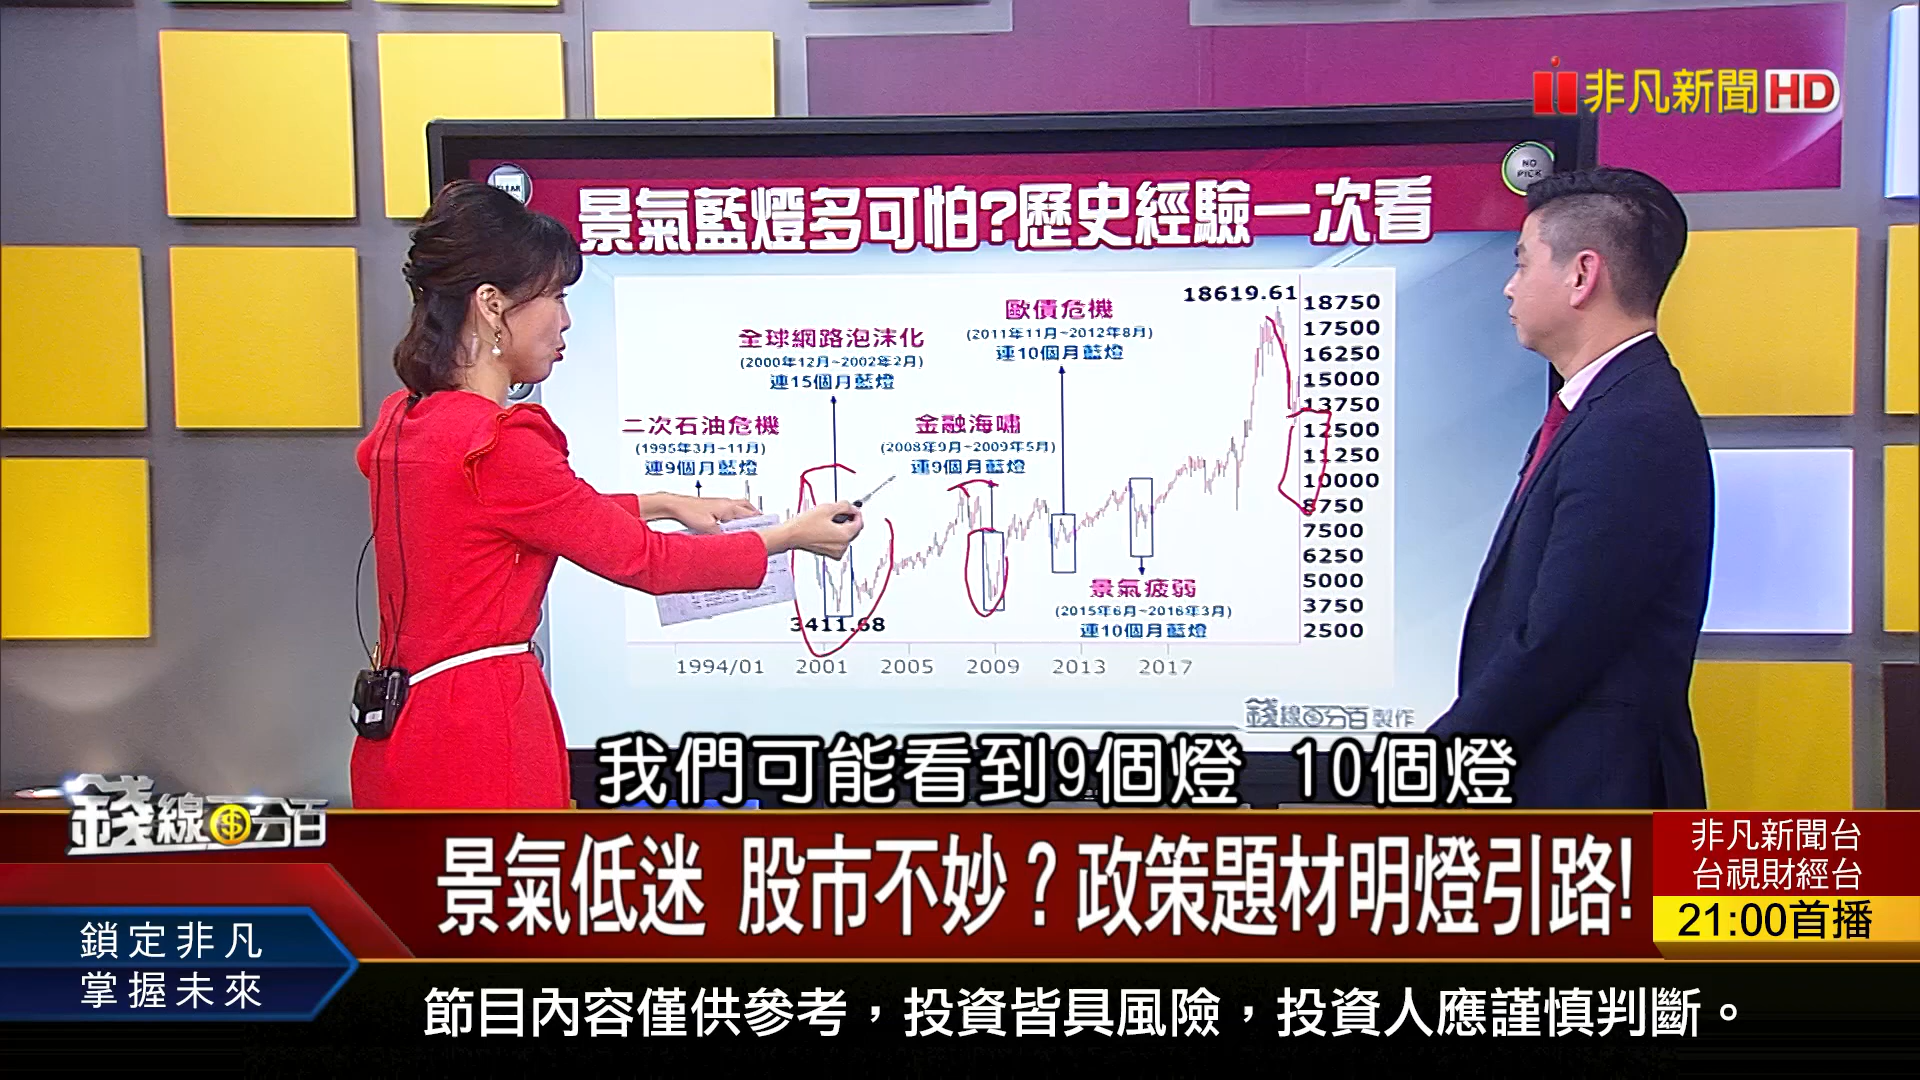 非凡新聞HD
CLEAR
NO
PICK
景氣藍燈多可怕?歷史經驗一次看
18619.61
歐債危機
(2011年11月~2012年8月)
連10個月藍燈
全球網路泡沫化
(2000年12月~2002年2月)
連15個月藍燈
二次石油危機
(1995年3月~11月)
連9個月藍燈
金融海嘯
(2008年9月~2009年5月)
連9個月藍燈
景氣疲弱
(2015年6月~2016年3月)
連10個月藍燈
3411.68
18750
17500
16250
15000
13750
12500
11250
10000
8750
7500
6250
5000
3750
2500
1994/01 2001 2005 2009 2013 2017
錢線百分百 製作
我們可能看到9個燈 10個燈
錢線百分百
景氣低迷 股市不妙？政策題材明燈引路!
非凡新聞台
台視財經台
21:00首播
鎖定非凡
掌握未來
節目內容僅供參考，投資皆具風險，投資人應謹慎判斷。